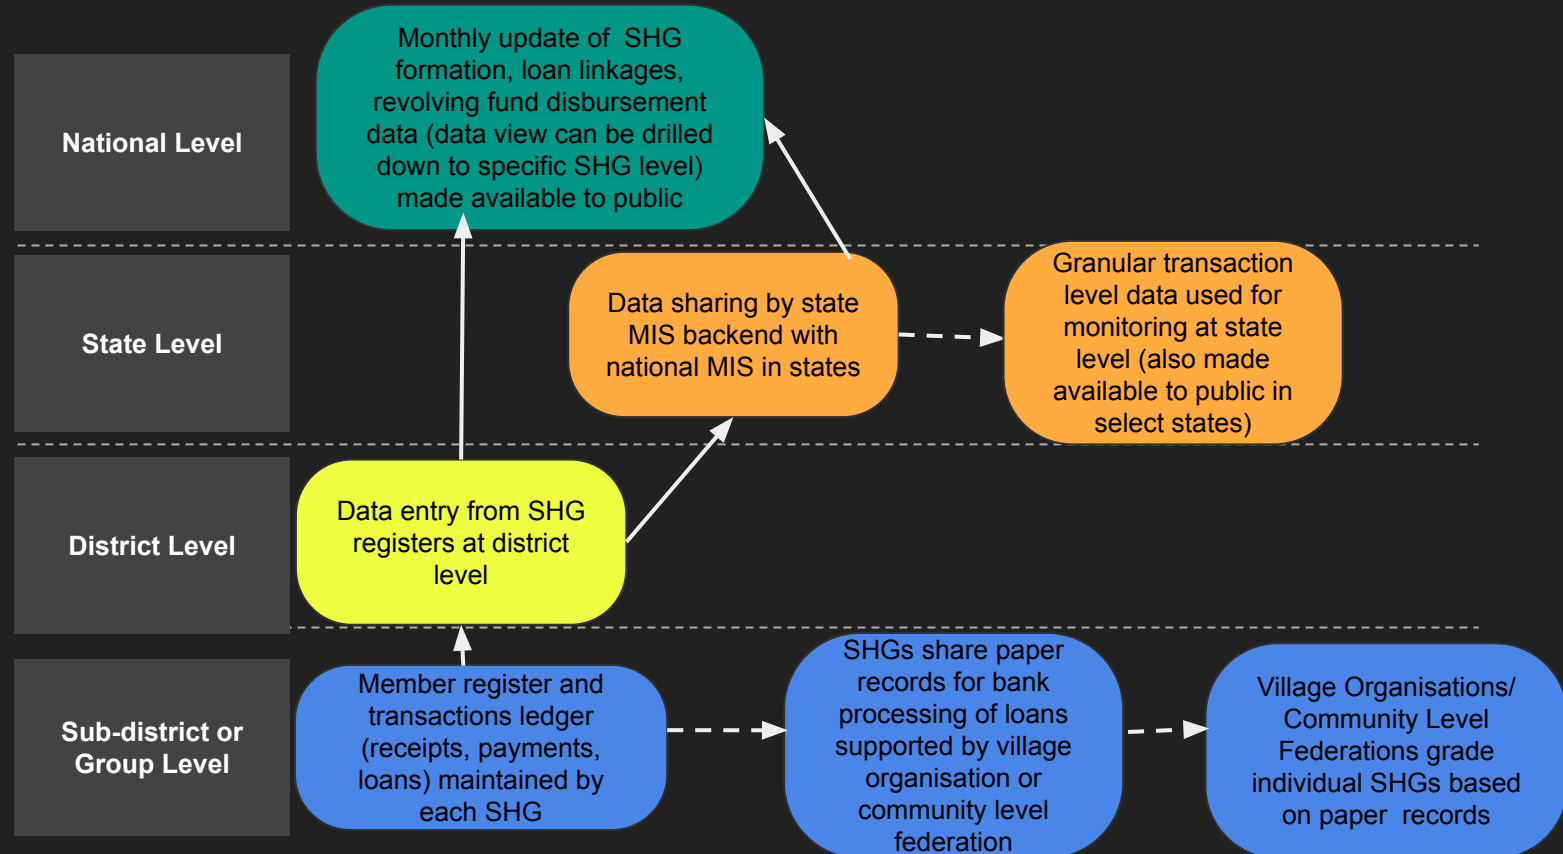 National Level
Monthly update of  SHG
formation, loan linkages,
revolving fund disbursement
data (data view can be drilled
down to specific SHG level)
made available to public
State Level
Data sharing by state
MIS backend with
national MIS in states
Granular transaction
level data used for
monitoring at state
level (also made
available to public in
select states)
District Level
Data entry from SHG
registers at district
level
Sub-district or
Group Level
Member register and
transactions ledger
(receipts, payments,
loans) maintained by
each SHG
SHGs share paper
records for bank
processing of loans
supported by village
organisation or
community level
federation
Village Organisations/
Community Level
Federations grade
individual SHGs based
on paper  records